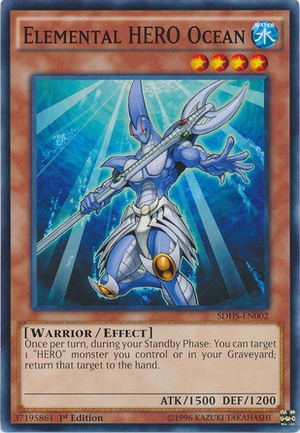 ELEMENTAL HERO OCEAN
WATER
水
SDHS-EN002
[WARRIOR / EFFECT]
Once per turn, during your Standby Phase: You can target
1 "HERO" monster you control or in your Graveyard;
return that target to the hand.
ATK/1500 DEF/1200
37195861 1st Edition ©1996 KAZUKI TAKAHASHI